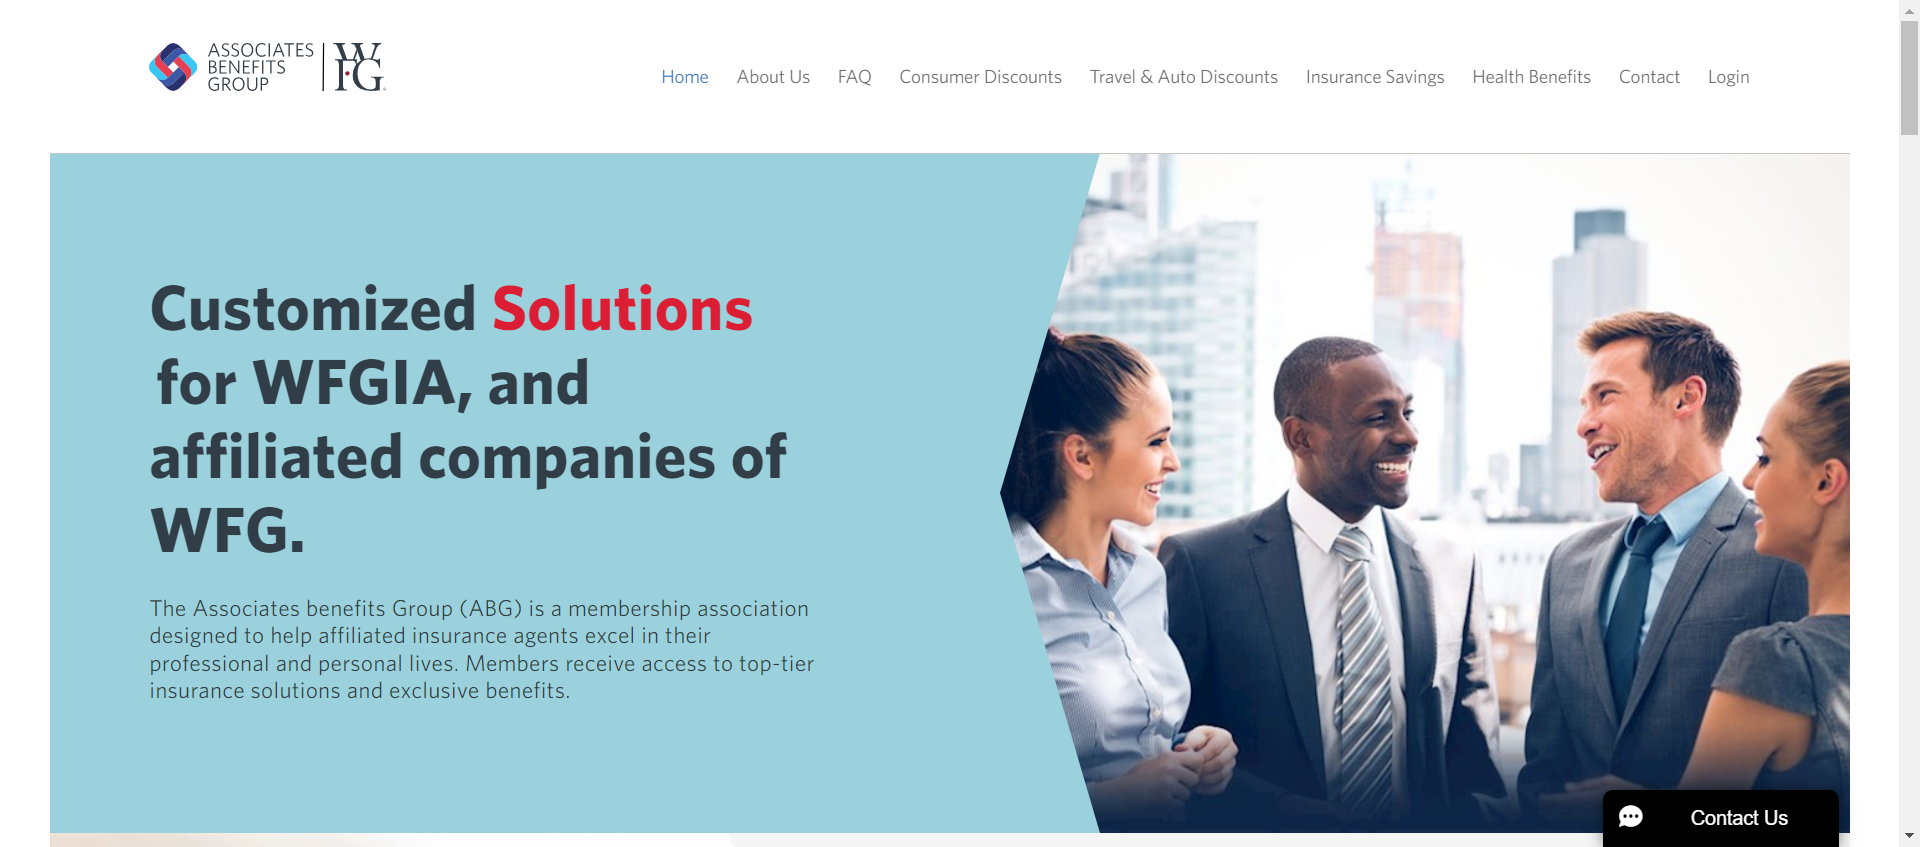 ASSOCIATES
BENEFITS
GROUP
WFG
Home About Us FAQ Consumer Discounts Travel & Auto Discounts Insurance Savings Health Benefits Contact Login
Customized Solutions
for WFGIA, and
affiliated companies of
WFG.
The Associates benefits Group (ABG) is a membership association
designed to help affiliated insurance agents excel in their
professional and personal lives. Members receive access to top-tier
insurance solutions and exclusive benefits.
Contact Us